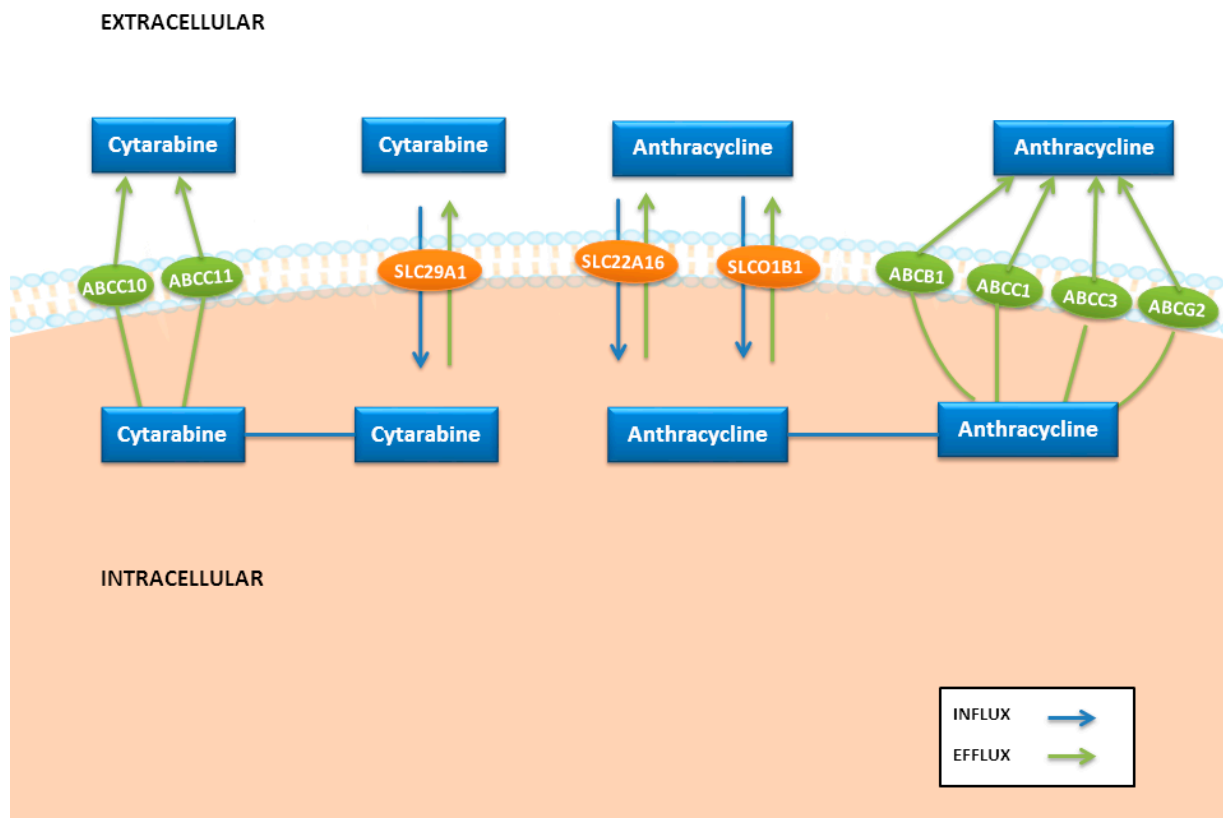 EXTRACELLULAR
Cytarabine
Cytarabine
Anthracycline
Anthracycline
ABCC10
ABCC11
SLC29A1
SLC22A16
SLCO1B1
ABCB1
ABCC1
ABCC3
ABCG2
Cytarabine
Cytarabine
Anthracycline
Anthracycline
INTRACELLULAR
INFLUX
EFFLUX